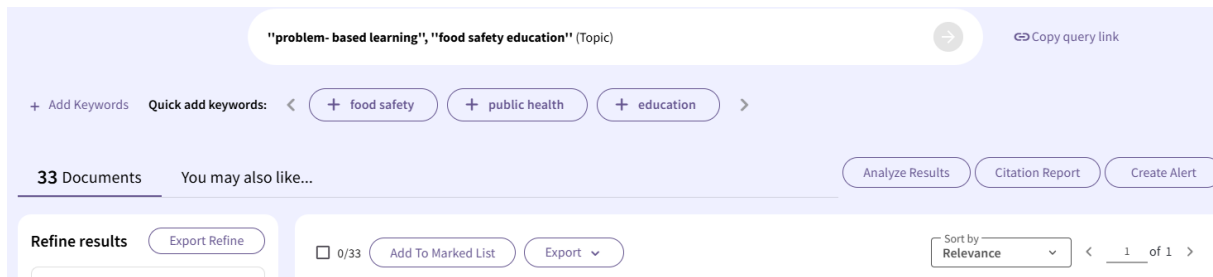 ''problem- based learning'', ''food safety education'' (Topic)
Copy query link
+ Add Keywords Quick add keywords: + food safety + public health + education
33 Documents You may also like...
Analyze Results Citation Report Create Alert
Refine results Export Refine
0/33 Add To Marked List Export
Sort by
Relevance
1 of 1